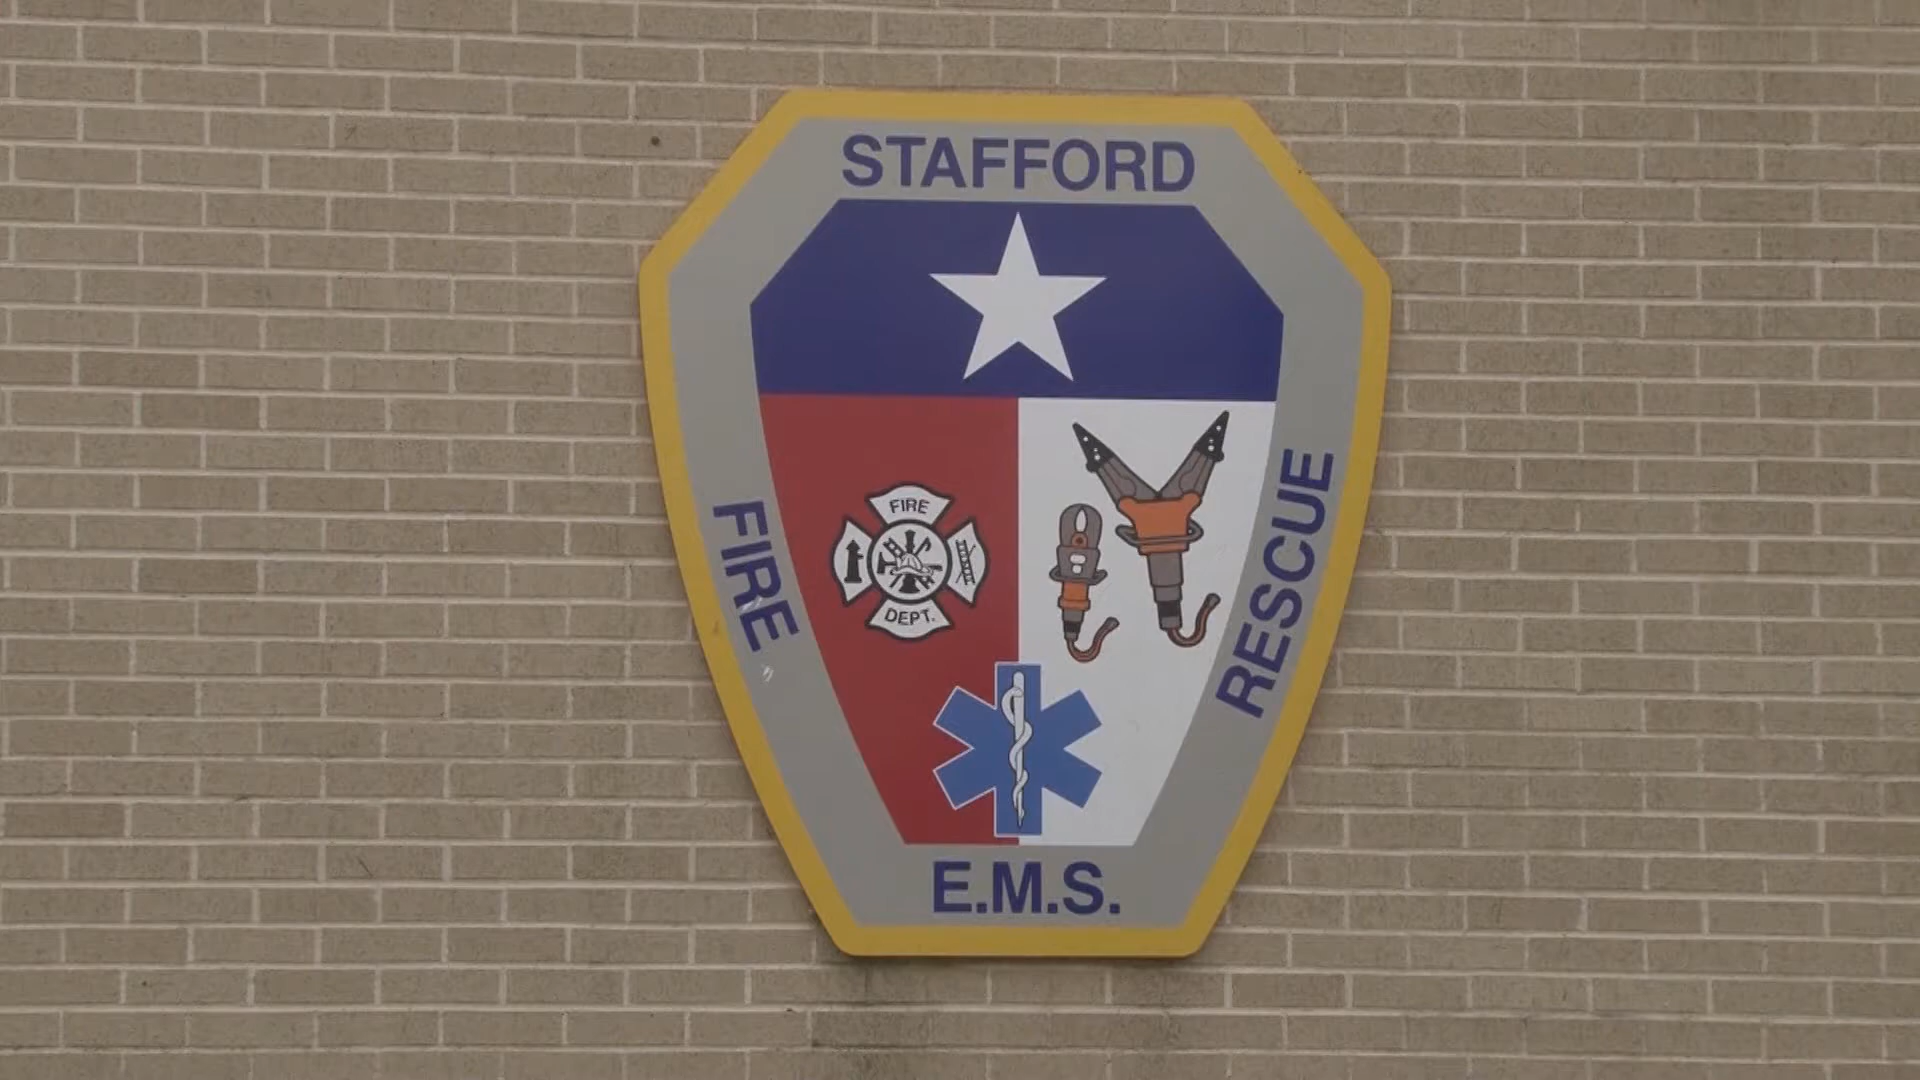 STAFFORD
FIRE
RESCUE
FIRE
DEPT.
E.M.S.